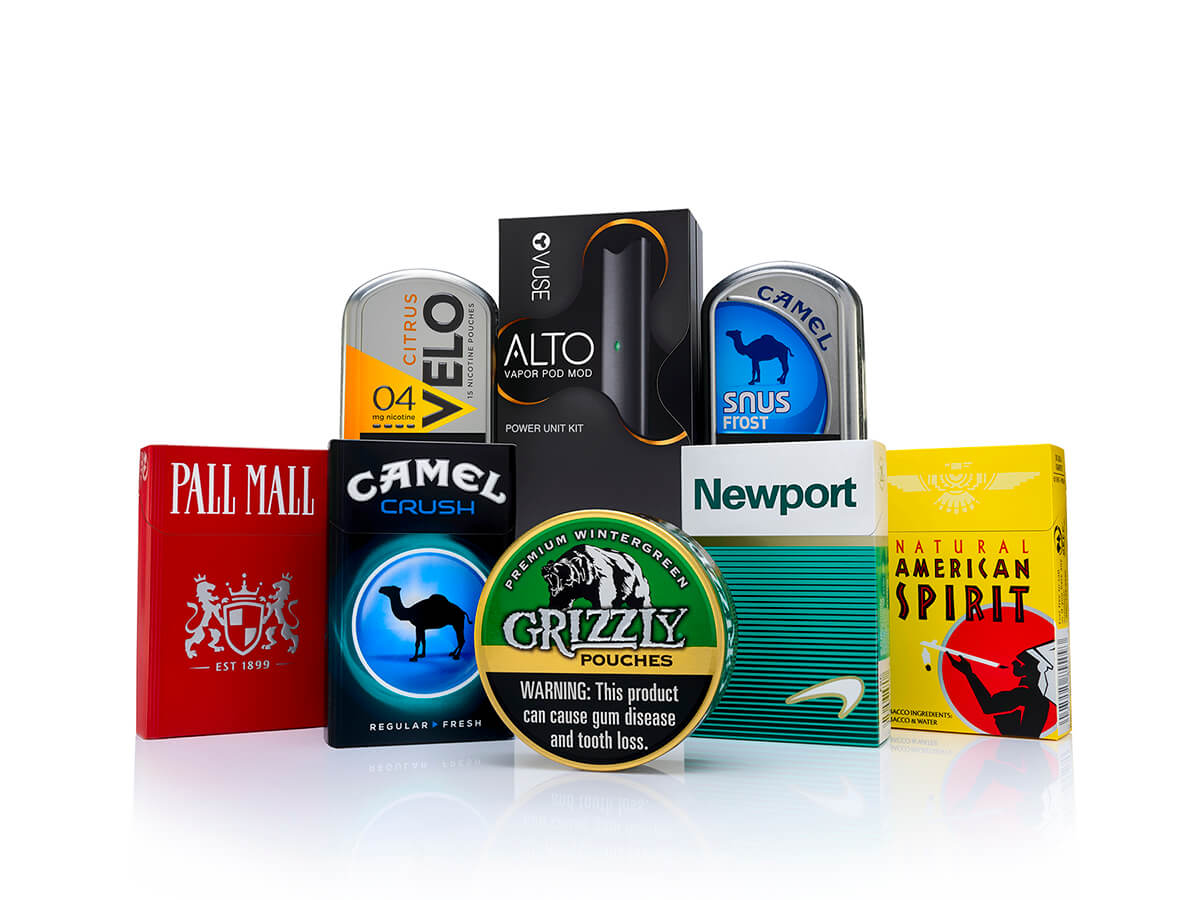 VUSE
ALTO
VAPOR POD MOD
POWER UNIT KIT
CITRUS
VELO
15 NICOTINE POUCHES
04
mg nicotine
CAMEL
SNUS
FROST
PALL MALL
EST 1899
CAMEL
CRUSH
REGULAR FRESH
PREMIUM WINTERGREEN
GRIZZLY
POUCHES
WARNING: This product
can cause gum disease
and tooth loss.
Newport
NATURAL
AMERICAN
SPIRIT
INGREDIENTS:
& WATER